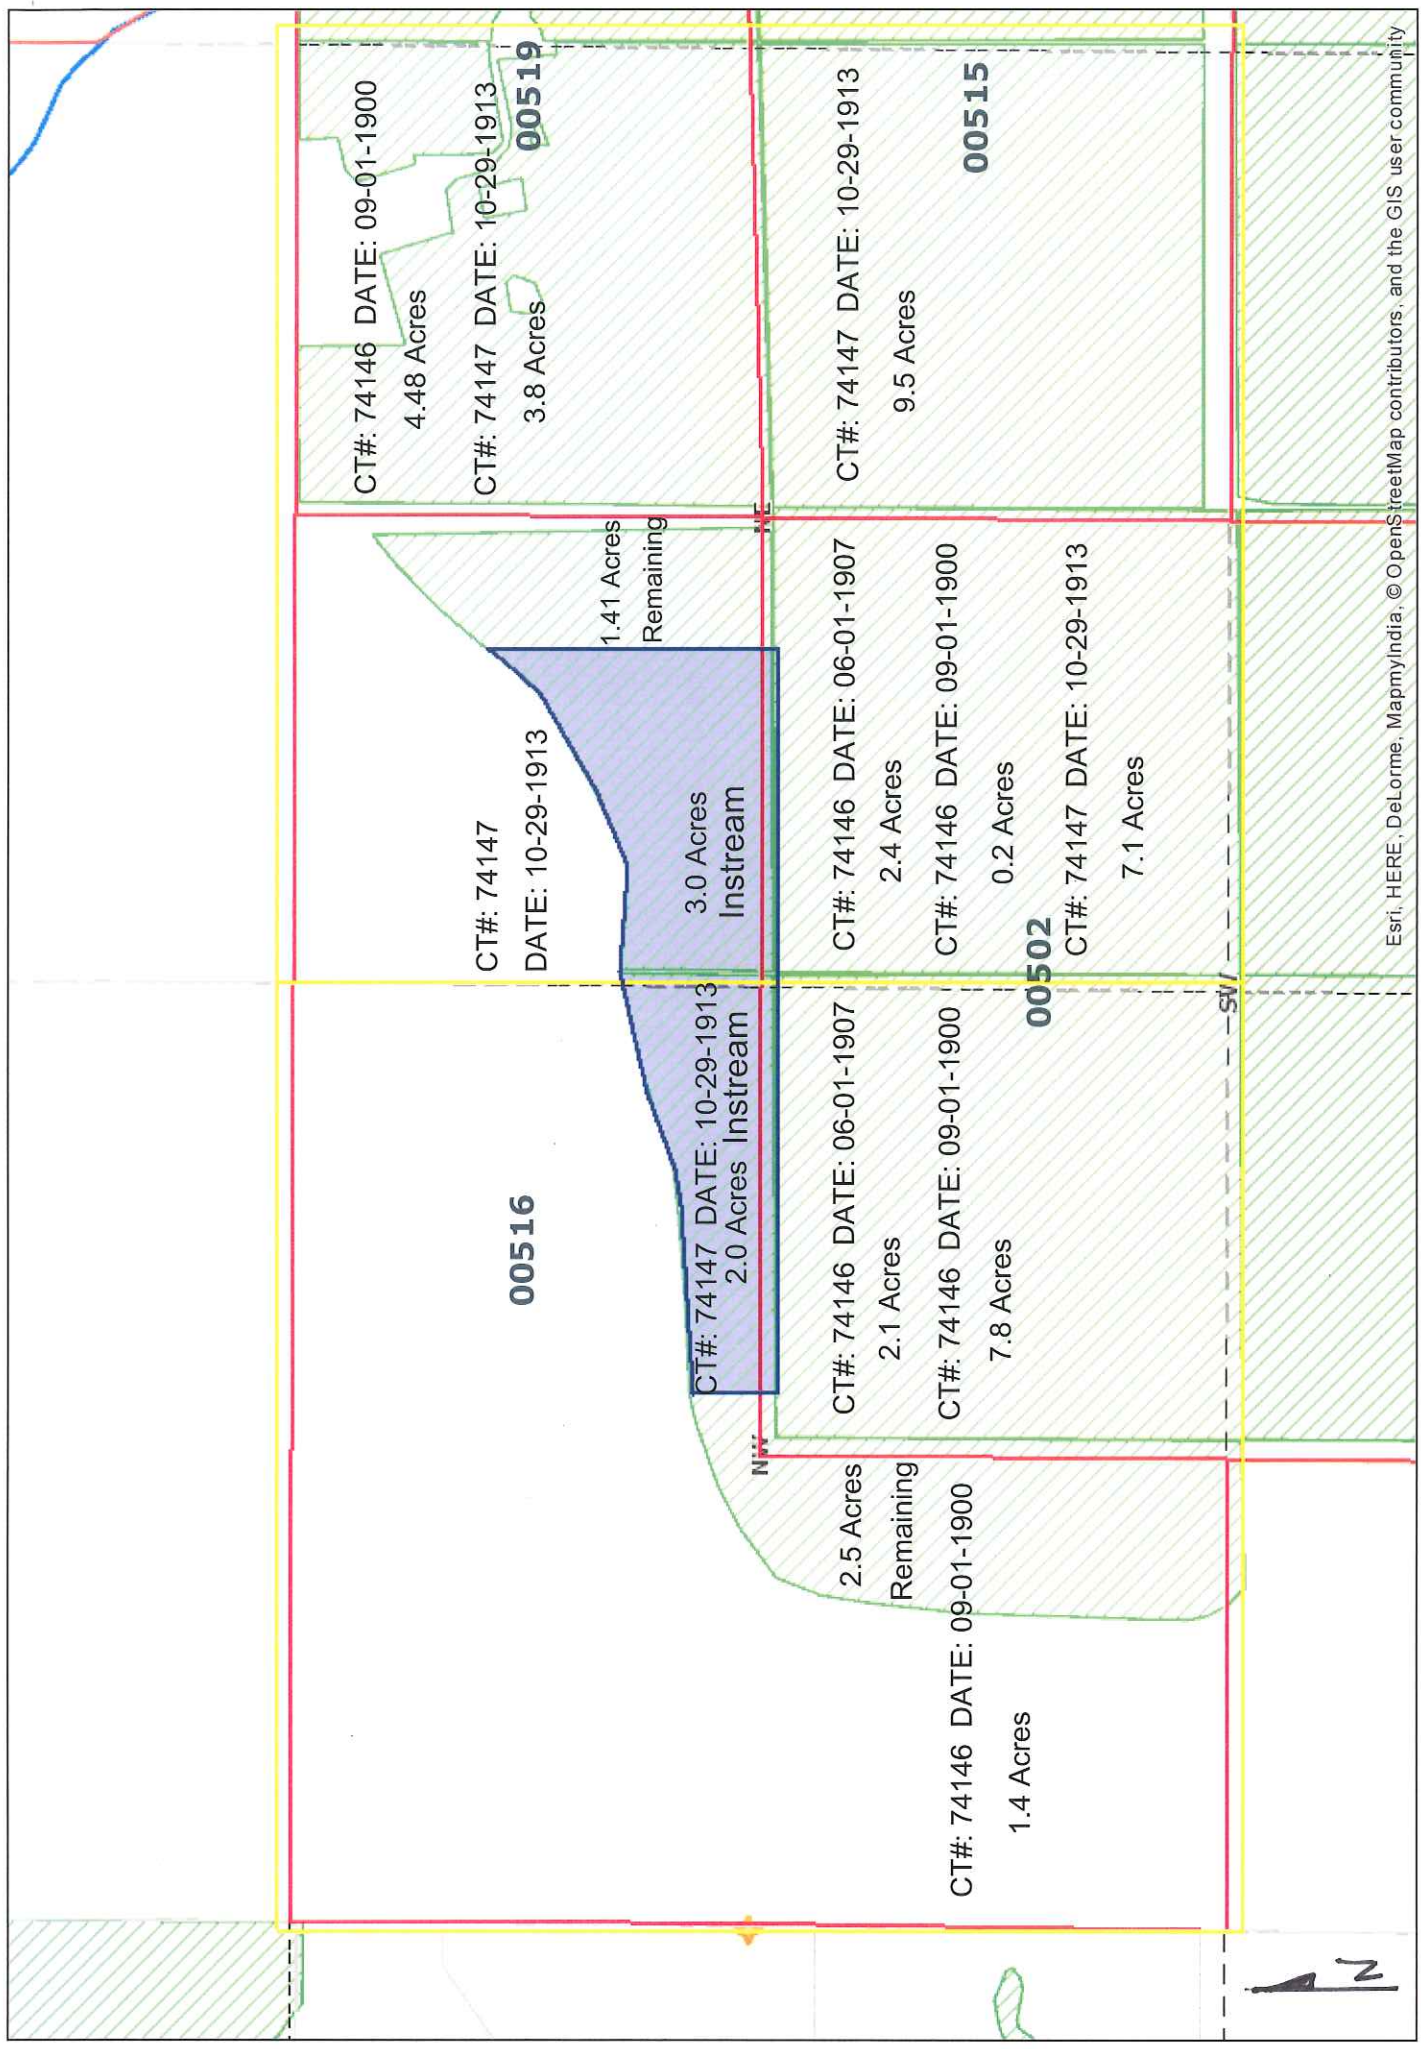 00516
CT#: 74147
DATE: 10-29-1913
CT#: 74147 DATE: 10-29-1913
2.0 Acres Instream
3.0 Acres
Instream
1.41 Acres
Remaining
CT#: 74146 DATE: 09-01-1900
4.48 Acres
CT#: 74147 DATE: 10-29-1913
3.8 Acres
00519
NW
NE
2.5 Acres
Remaining
CT#: 74146 DATE: 09-01-1900
1.4 Acres
CT#: 74146 DATE: 06-01-1907
2.1 Acres
CT#: 74146 DATE: 09-01-1900
7.8 Acres
00502
CT#: 74146 DATE: 06-01-1907
2.4 Acres
CT#: 74146 DATE: 09-01-1900
0.2 Acres
CT#: 74147 DATE: 10-29-1913
7.1 Acres
CT#: 74147 DATE: 10-29-1913
9.5 Acres
00515
SW
N
Esri, HERE, DeLorme, MapmyIndia, © OpenStreetMap contributors, and the GIS user community